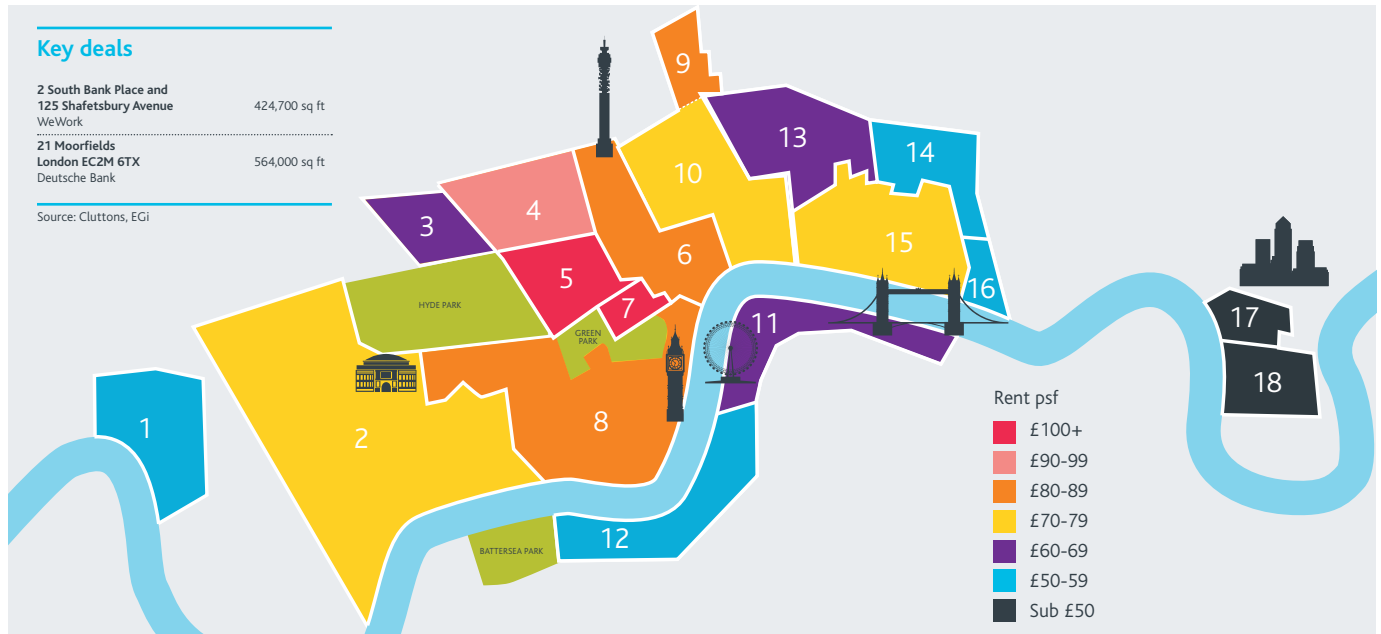 Key deals
2 South Bank Place and
125 Shafetsbury Avenue 424,700 sq ft
WeWork
21 Moorfields
London EC2M 6TX 564,000 sq ft
Deutsche Bank
Source: Cluttons, EGi
9
13
14
10
4
3
15
6
5
16
HYDE PARK
7
11
GREEN
PARK
17
18
1
8
2
12
BATTERSEA PARK
Rent psf
£100+
£90-99
£80-89
£70-79
£60-69
£50-59
Sub £50